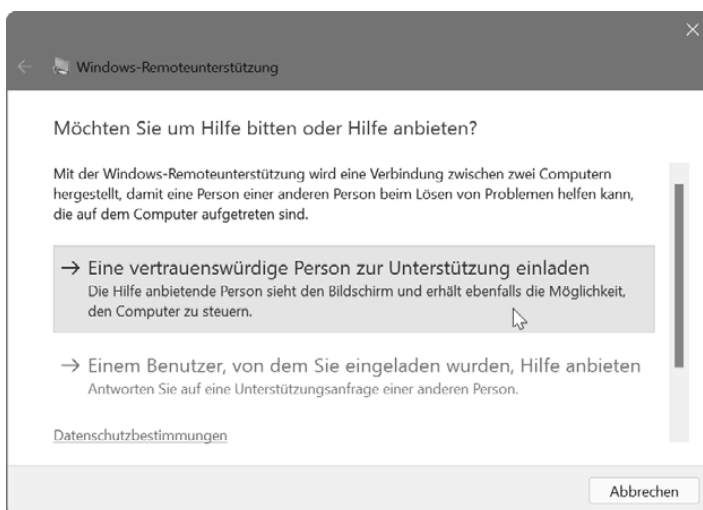 Windows-Remoteunterstützung
Möchten Sie um Hilfe bitten oder Hilfe anbieten?
Mit der Windows-Remoteunterstützung wird eine Verbindung zwischen zwei Computern
hergestellt, damit eine Person einer anderen Person beim Lösen von Problemen helfen kann,
die auf dem Computer aufgetreten sind.
Eine vertrauenswürdige Person zur Unterstützung einladen
Die Hilfe anbietende Person sieht den Bildschirm und erhält ebenfalls die Möglichkeit,
den Computer zu steuern.
Einem Benutzer, von dem Sie eingeladen wurden, Hilfe anbieten
Antworten Sie auf eine Unterstützungsanfrage einer anderen Person.
Datenschutzbestimmungen
Abbrechen